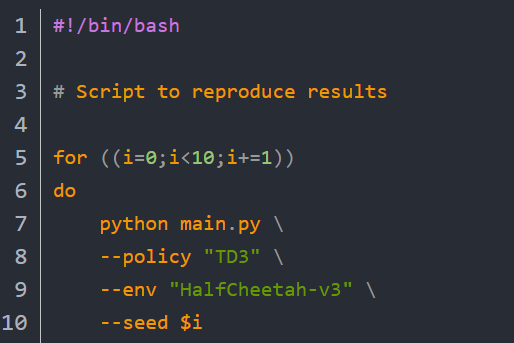 1 #!/bin/bash
2
3 # Script to reproduce results
4
5 for ((i=0;i<10;i+=1))
6 do
7     python main.py \
8     --policy "TD3" \
9     --env "HalfCheetah-v3" \
10     --seed $i